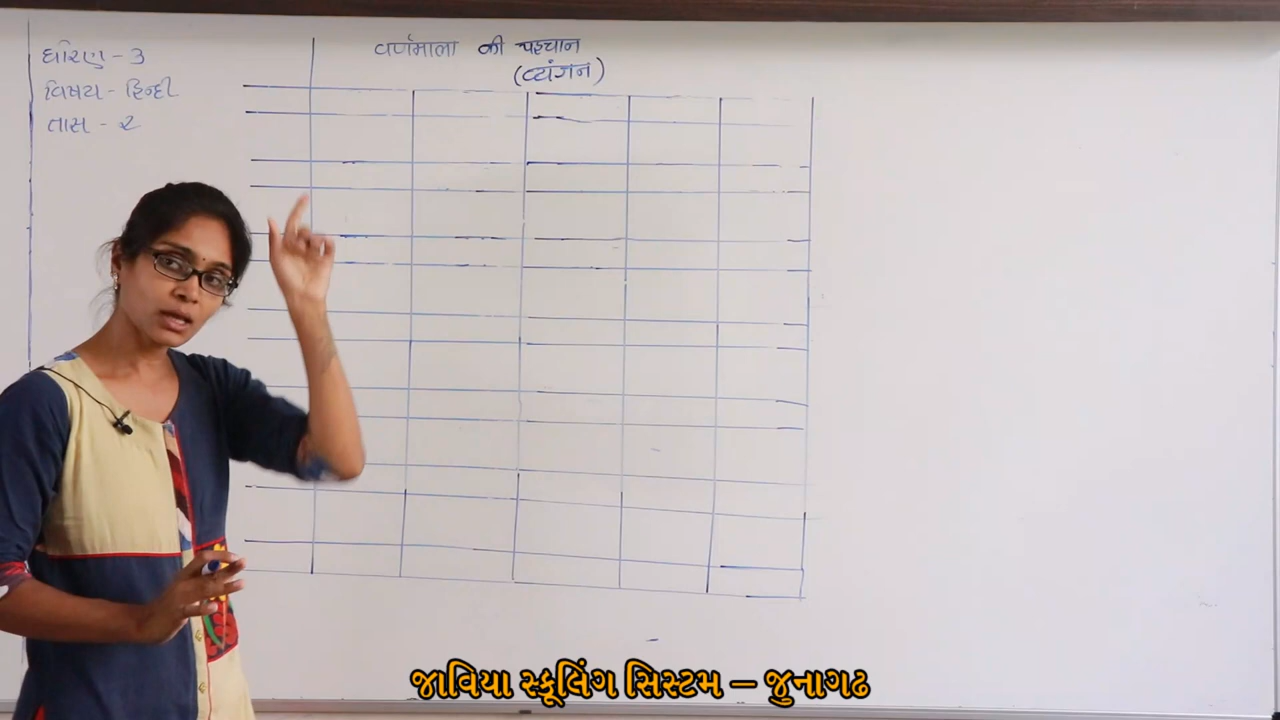 ધોરણ - 3
વિષય - હિન્દી
તાસ - ૨
वर्णमाला की पहचान
(व्यंजन)
જાવિયા સ્કૂલિંગ સિસ્ટમ – જુનાગઢ